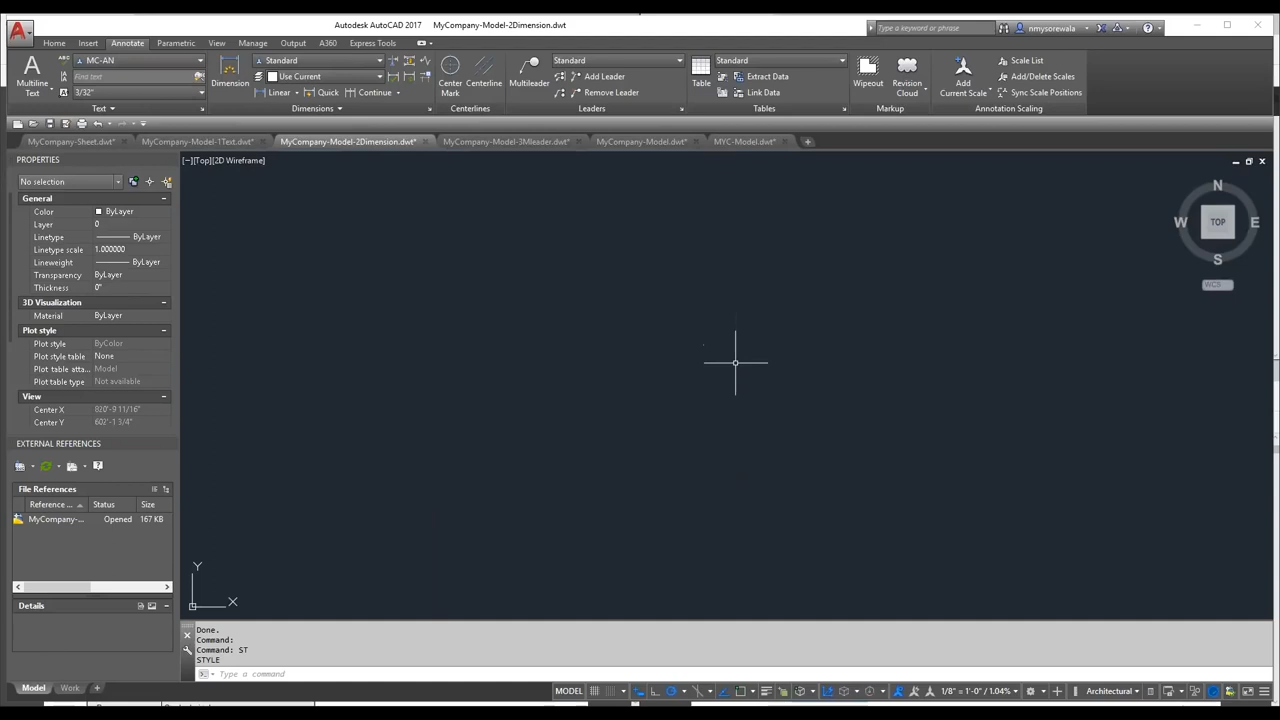 Autodesk AutoCAD 2017 MyCompany-Model-2Dimension.dwt
Type a keyword or phrase
nmysorewala
Home Insert Annotate Parametric View Manage Output A360 Express Tools
MC-AN
Find text
3/32"
Multiline
Text
Text
Dimension
Standard
Use Current
Linear Quick Continue
Dimensions
Center
Mark
Centerline
Centerlines
Multileader
Standard
Add Leader
Remove Leader
Leaders
Table
Standard
Extract Data
Link Data
Tables
Wipeout
Revision
Cloud
Markup
Add
Current Scale
Scale List
Add/Delete Scales
Sync Scale Positions
Annotation Scaling
MyCompany-Sheet.dwt* MyCompany-Model-1Text.dwt* MyCompany-Model-2Dimension.dwt* MyCompany-Model-3Mleader.dwt* MyCompany-Model.dwt* MYC-Model.dwt*
PROPERTIES
No selection
General
Color ByLayer
Layer 0
Linetype ByLayer
Linetype scale 1.000000
Lineweight ByLayer
Transparency ByLayer
Thickness 0"
3D Visualization
Material ByLayer
Plot style
Plot style ByColor
Plot style table None
Plot table atta... Model
Plot table type Not available
View
Center X 820'-9 11/16"
Center Y 602'-1 3/4"
EXTERNAL REFERENCES
File References
Reference ... Status Size
MyCompany-... Opened 167 KB
Details
[−][Top][2D Wireframe]
N
W TOP E
S
WCS
Y
X
Done.
Command:
Command: ST
STYLE
Type a command
Model Work
MODEL 1/8" = 1'-0" / 1.04% Architectural